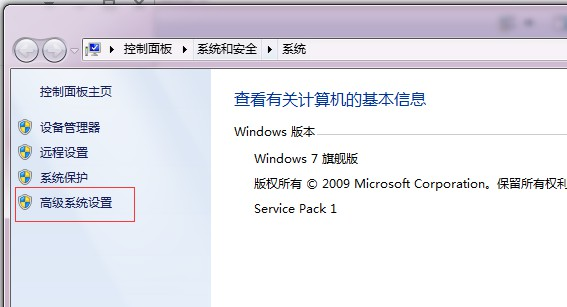 控制面板 系统和安全 系统
控制面板主页
设备管理器
远程设置
系统保护
高级系统设置
查看有关计算机的基本信息
Windows 版本
Windows 7 旗舰版
版权所有 © 2009 Microsoft Corporation。保留所有权利
Service Pack 1